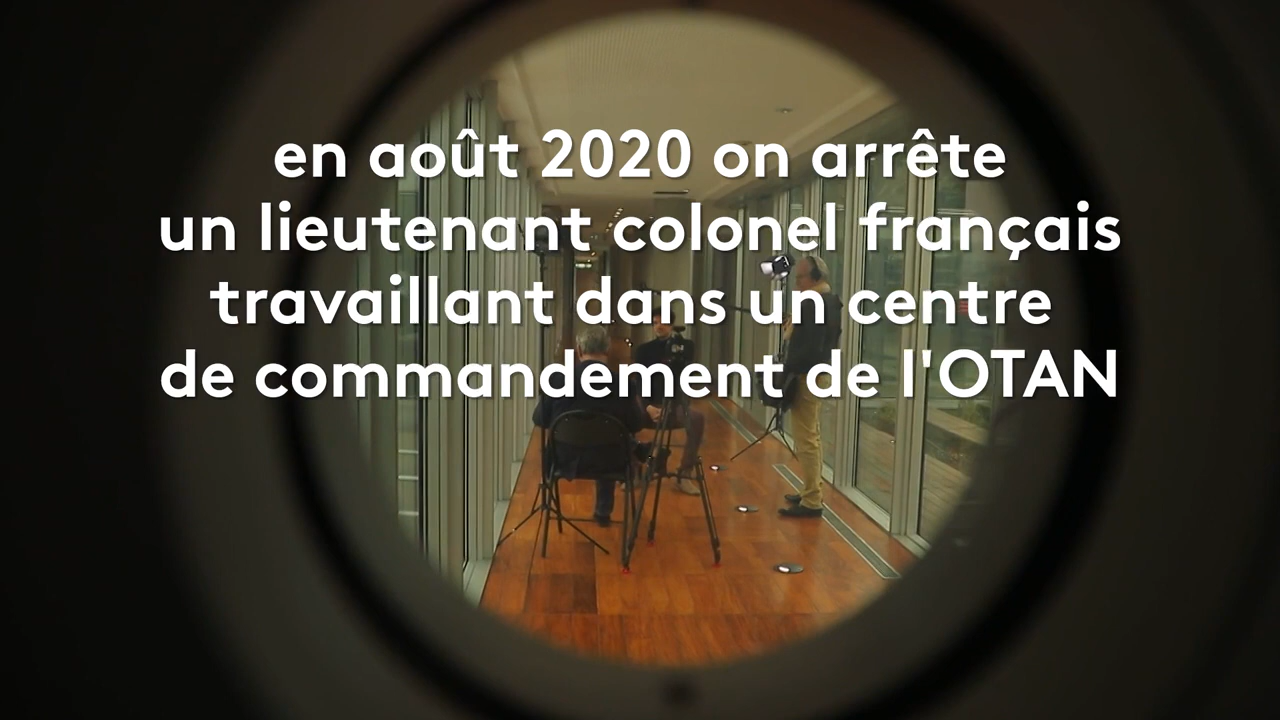 en août 2020 on arrête
un lieutenant colonel français
travaillant dans un centre
de commandement de l'OTAN